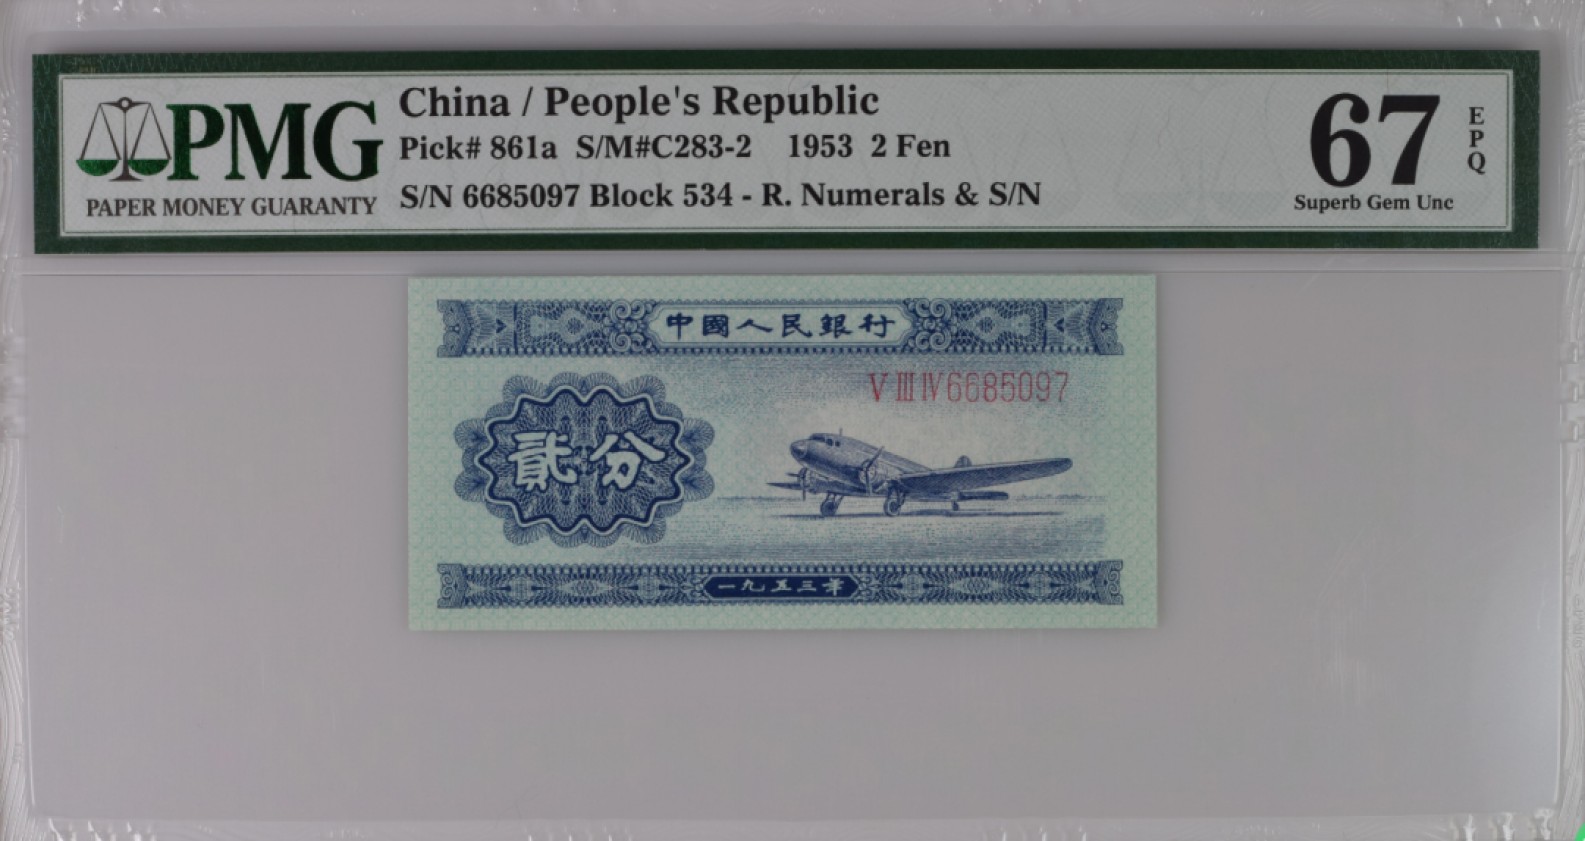 PMG
PAPER MONEY GUARANTY
China / People's Republic
Pick# 861a S/M#C283-2 1953 2 Fen
S/N 6685097 Block 534 - R. Numerals & S/N
67
EPQ
Superb Gem Unc
中國人民銀行
V III IV 6685097
貳分
一九五三年